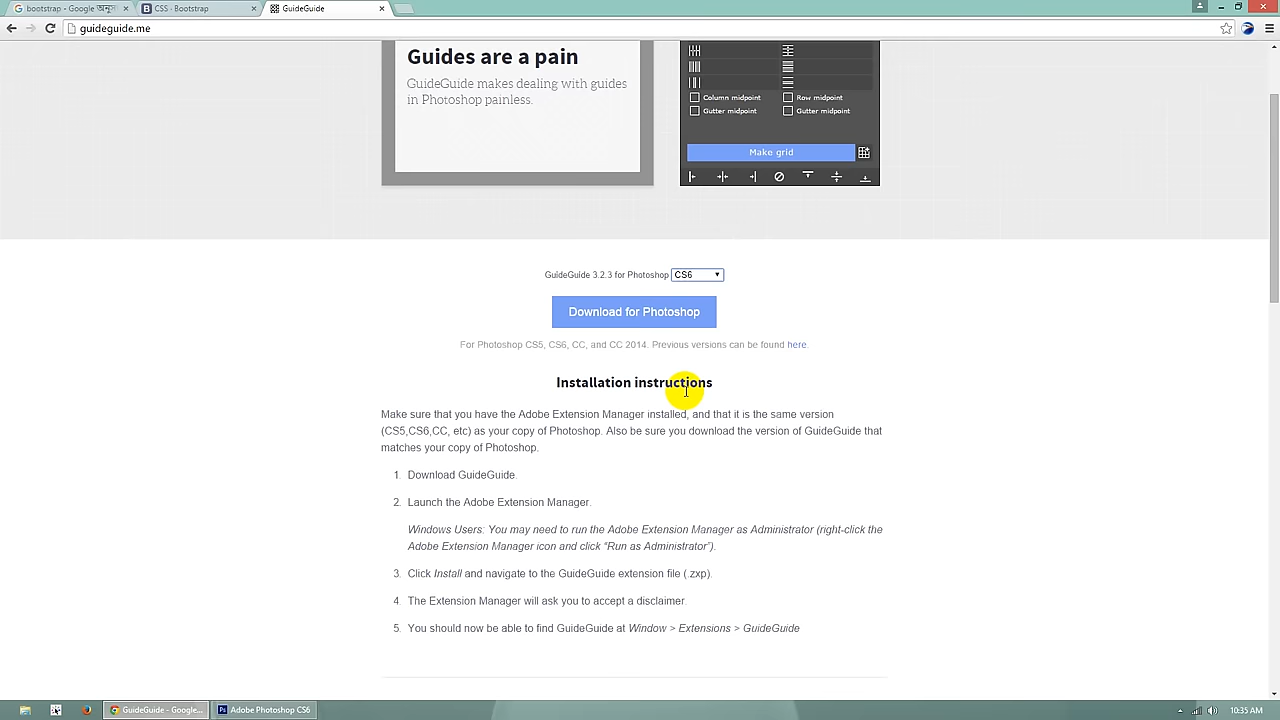 bootstrap - Google অনুস
CSS · Bootstrap
GuideGuide
guideguide.me
Guides are a pain
GuideGuide makes dealing with guides
in Photoshop painless.
Column midpoint
Row midpoint
Gutter midpoint
Gutter midpoint
Make grid
GuideGuide 3.2.3 for Photoshop CS6
Download for Photoshop
For Photoshop CS5, CS6, CC, and CC 2014. Previous versions can be found here.
Installation instructions
Make sure that you have the Adobe Extension Manager installed, and that it is the same version
(CS5,CS6,CC, etc) as your copy of Photoshop. Also be sure you download the version of GuideGuide that
matches your copy of Photoshop.
1. Download GuideGuide.
2. Launch the Adobe Extension Manager.
Windows Users: You may need to run the Adobe Extension Manager as Administrator (right-click the
Adobe Extension Manager icon and click “Run as Administrator”).
3. Click Install and navigate to the GuideGuide extension file (.zxp).
4. The Extension Manager will ask you to accept a disclaimer.
5. You should now be able to find GuideGuide at Window > Extensions > GuideGuide
GuideGuide - Google...
Ps Adobe Photoshop CS6
10:35 AM